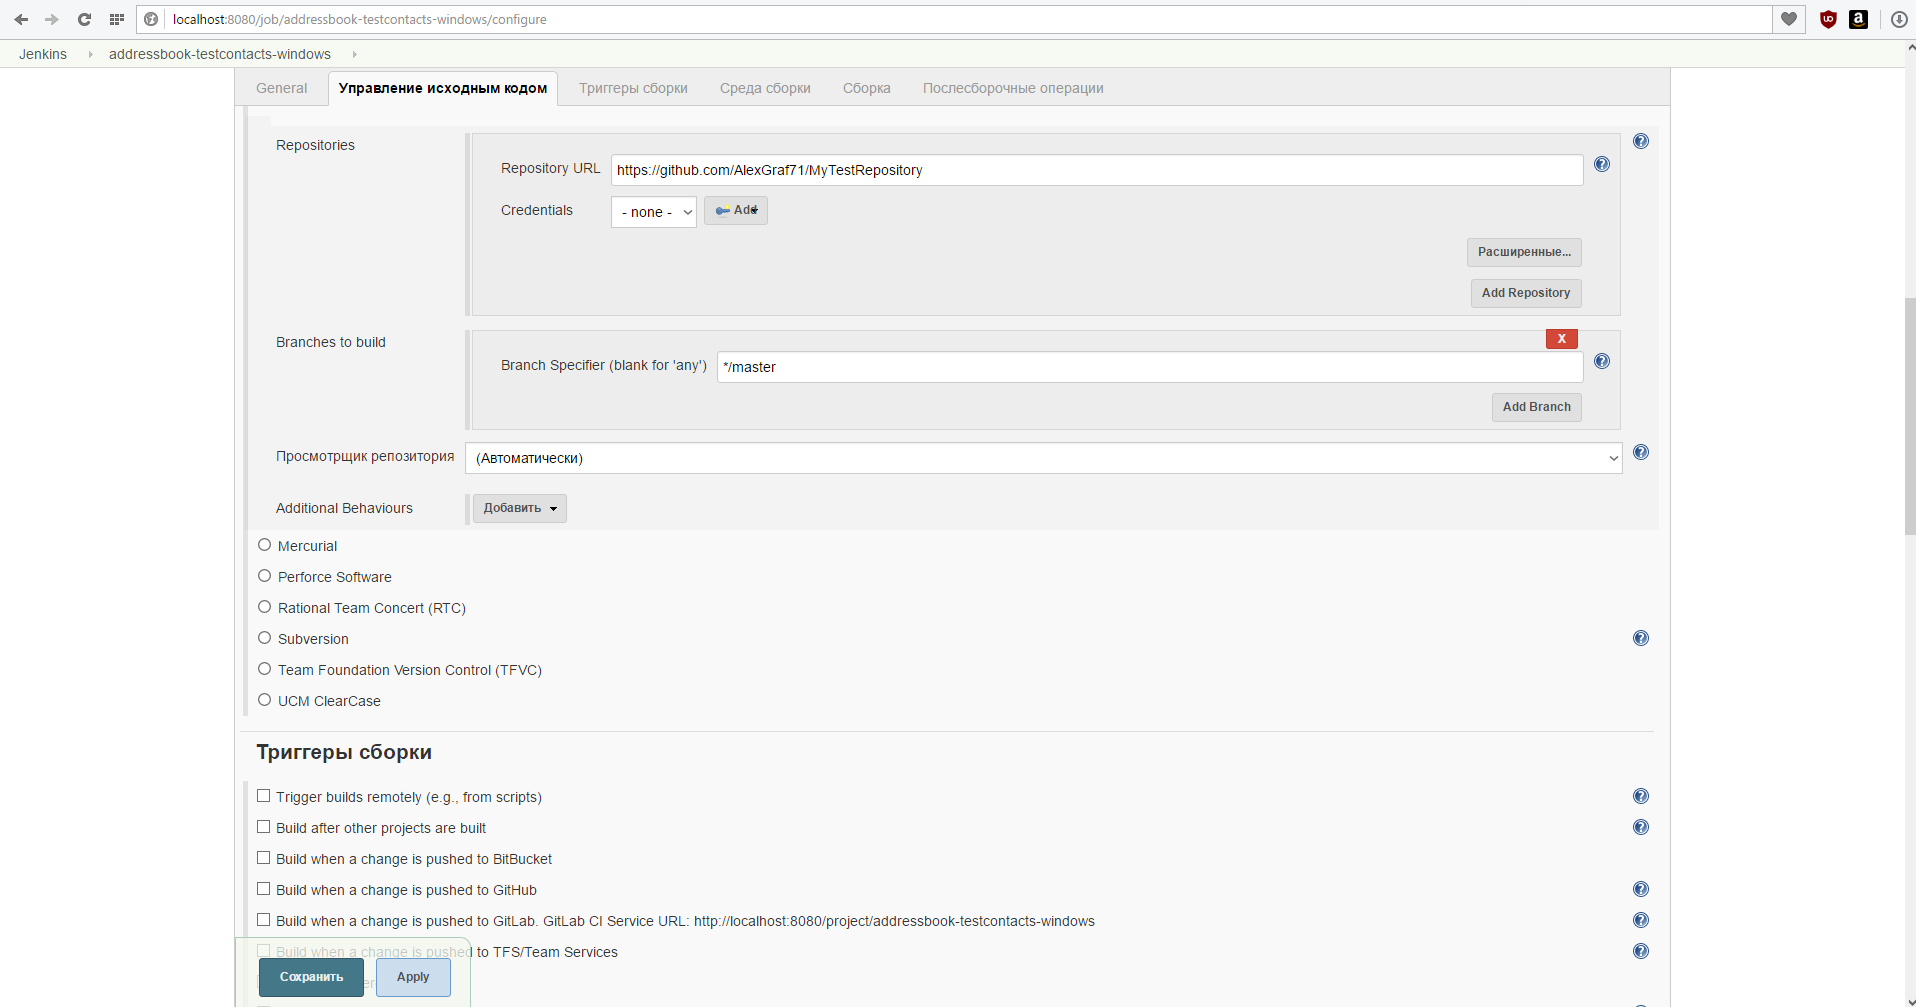 localhost:8080/job/addressbook-testcontacts-windows/configure
Jenkins addressbook-testcontacts-windows
General Управление исходным кодом Триггеры сборки Среда сборки Сборка Послесборочные операции
Repositories
Repository URL https://github.com/AlexGraf71/MyTestRepository
Credentials - none - Add
Расширенные...
Add Repository
Branches to build
X
Branch Specifier (blank for 'any') */master
Add Branch
Просмотрщик репозитория (Автоматически)
Additional Behaviours Добавить
Mercurial
Perforce Software
Rational Team Concert (RTC)
Subversion
Team Foundation Version Control (TFVC)
UCM ClearCase
Триггеры сборки
Trigger builds remotely (e.g., from scripts)
Build after other projects are built
Build when a change is pushed to BitBucket
Build when a change is pushed to GitHub
Build when a change is pushed to GitLab. GitLab CI Service URL: http://localhost:8080/project/addressbook-testcontacts-windows
Build when a change is pushed to TFS/Team Services
Сохранить Apply